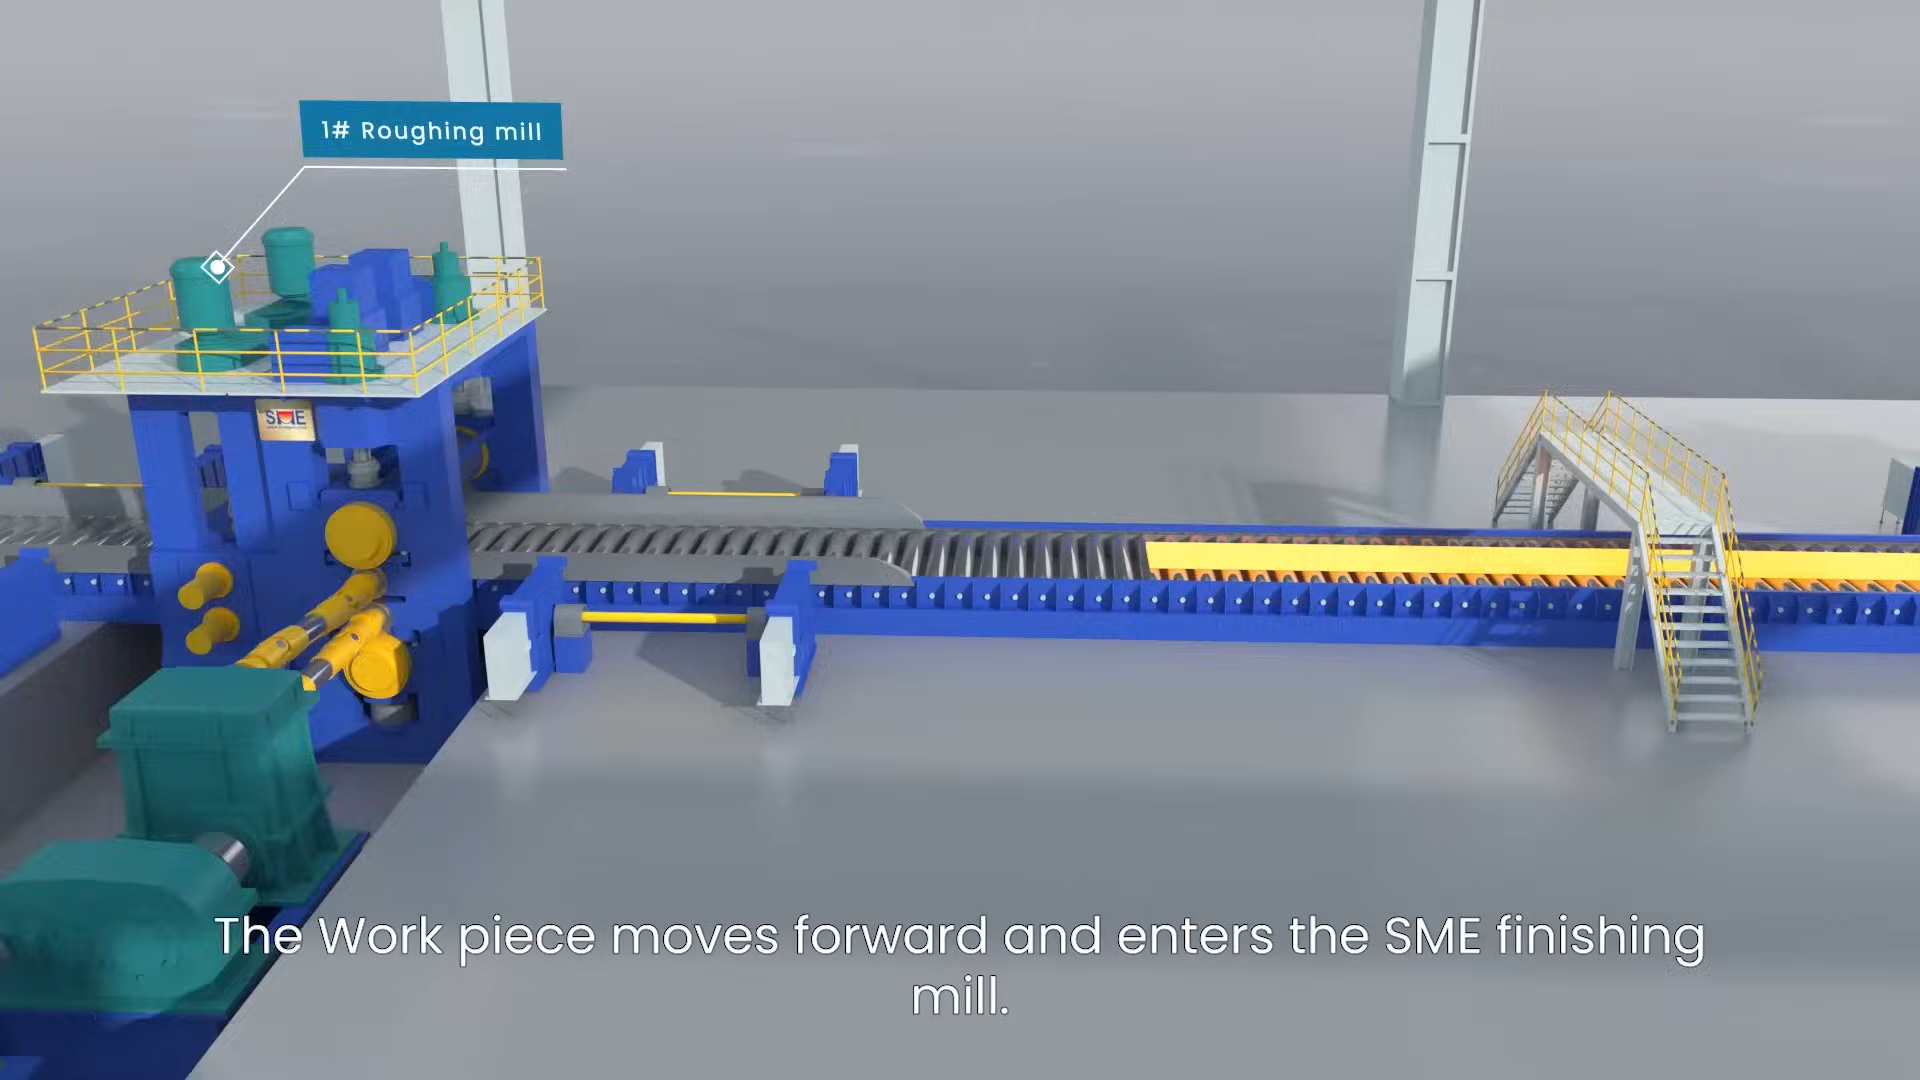 1# Roughing mill
SME
The Work piece moves forward and enters the SME finishing
mill.